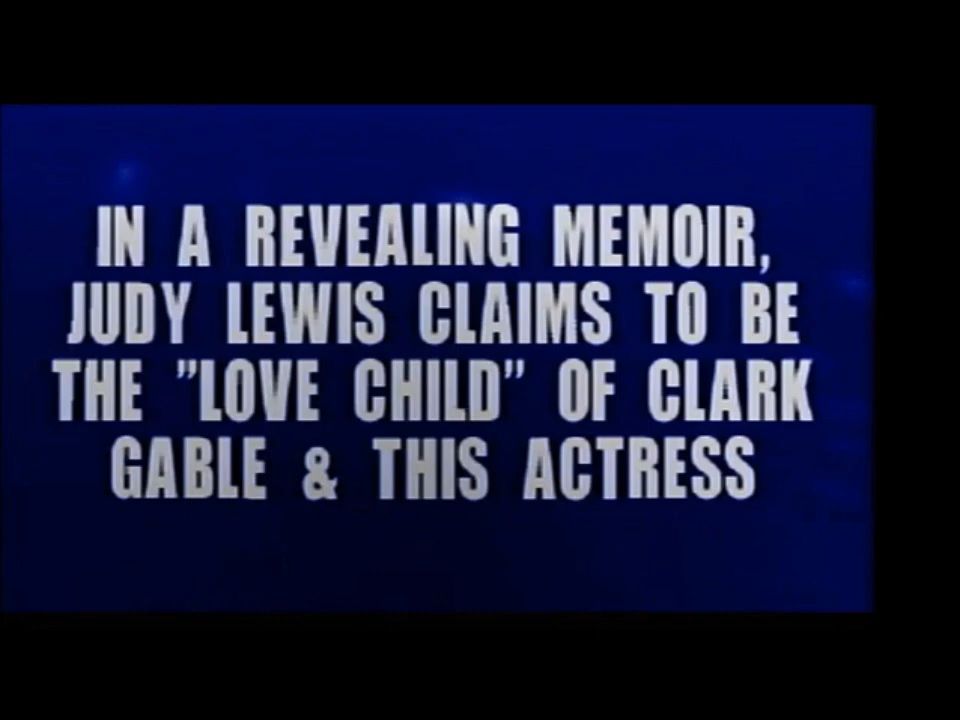 IN A REVEALING MEMOIR,
JUDY LEWIS CLAIMS TO BE
THE "LOVE CHILD" OF CLARK
GABLE & THIS ACTRESS